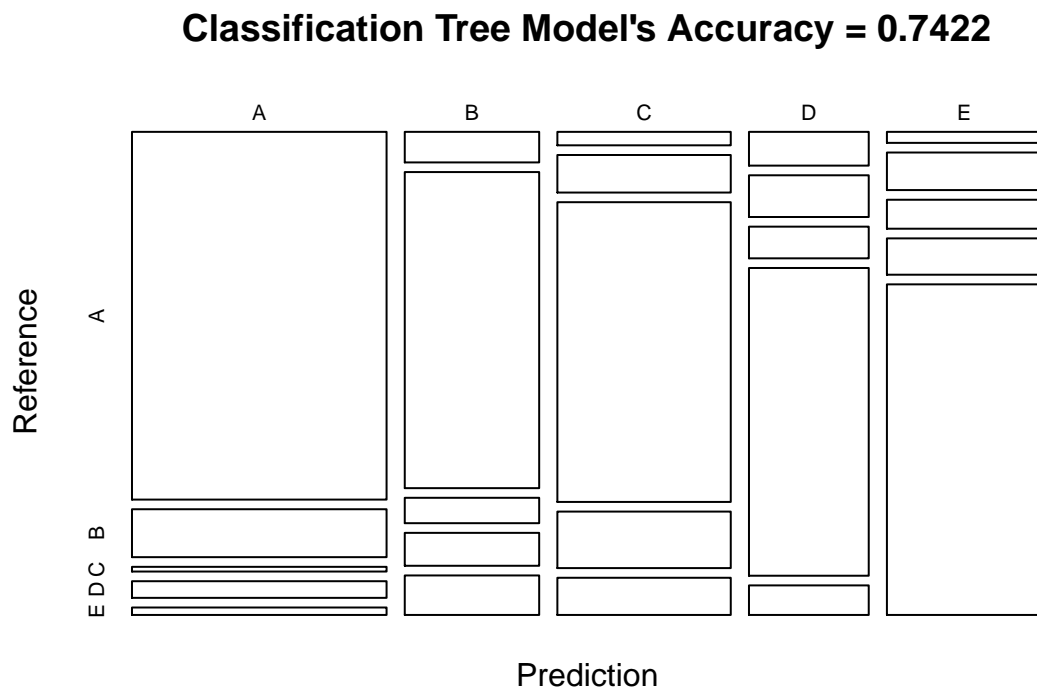 Classification Tree Model's Accuracy = 0.7422
A B C D E
Reference
A
B
C
D
E
Prediction